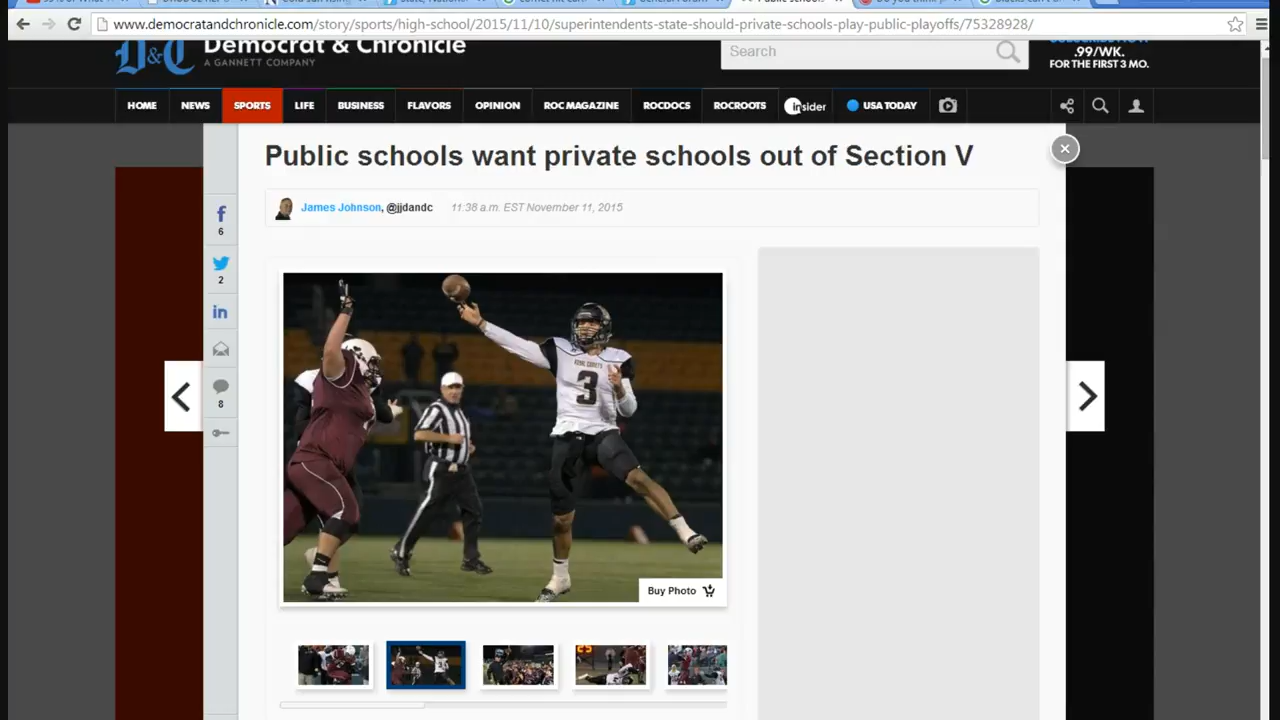 www.democratandchronicle.com/story/sports/high-school/2015/11/10/superintendents-state-should-private-schools-play-public-playoffs/75328928/
D&C
Democrat & Chronicle
A GANNETT COMPANY
Search
.99/WK.
FOR THE FIRST 3 MO.
HOME NEWS SPORTS LIFE BUSINESS FLAVORS OPINION ROC MAGAZINE ROCDOCS ROCROOTS insider USA TODAY
Public schools want private schools out of Section V
James Johnson, @jjdandc 11:38 a.m. EST November 11, 2015
6
2
in
8
3
Buy Photo